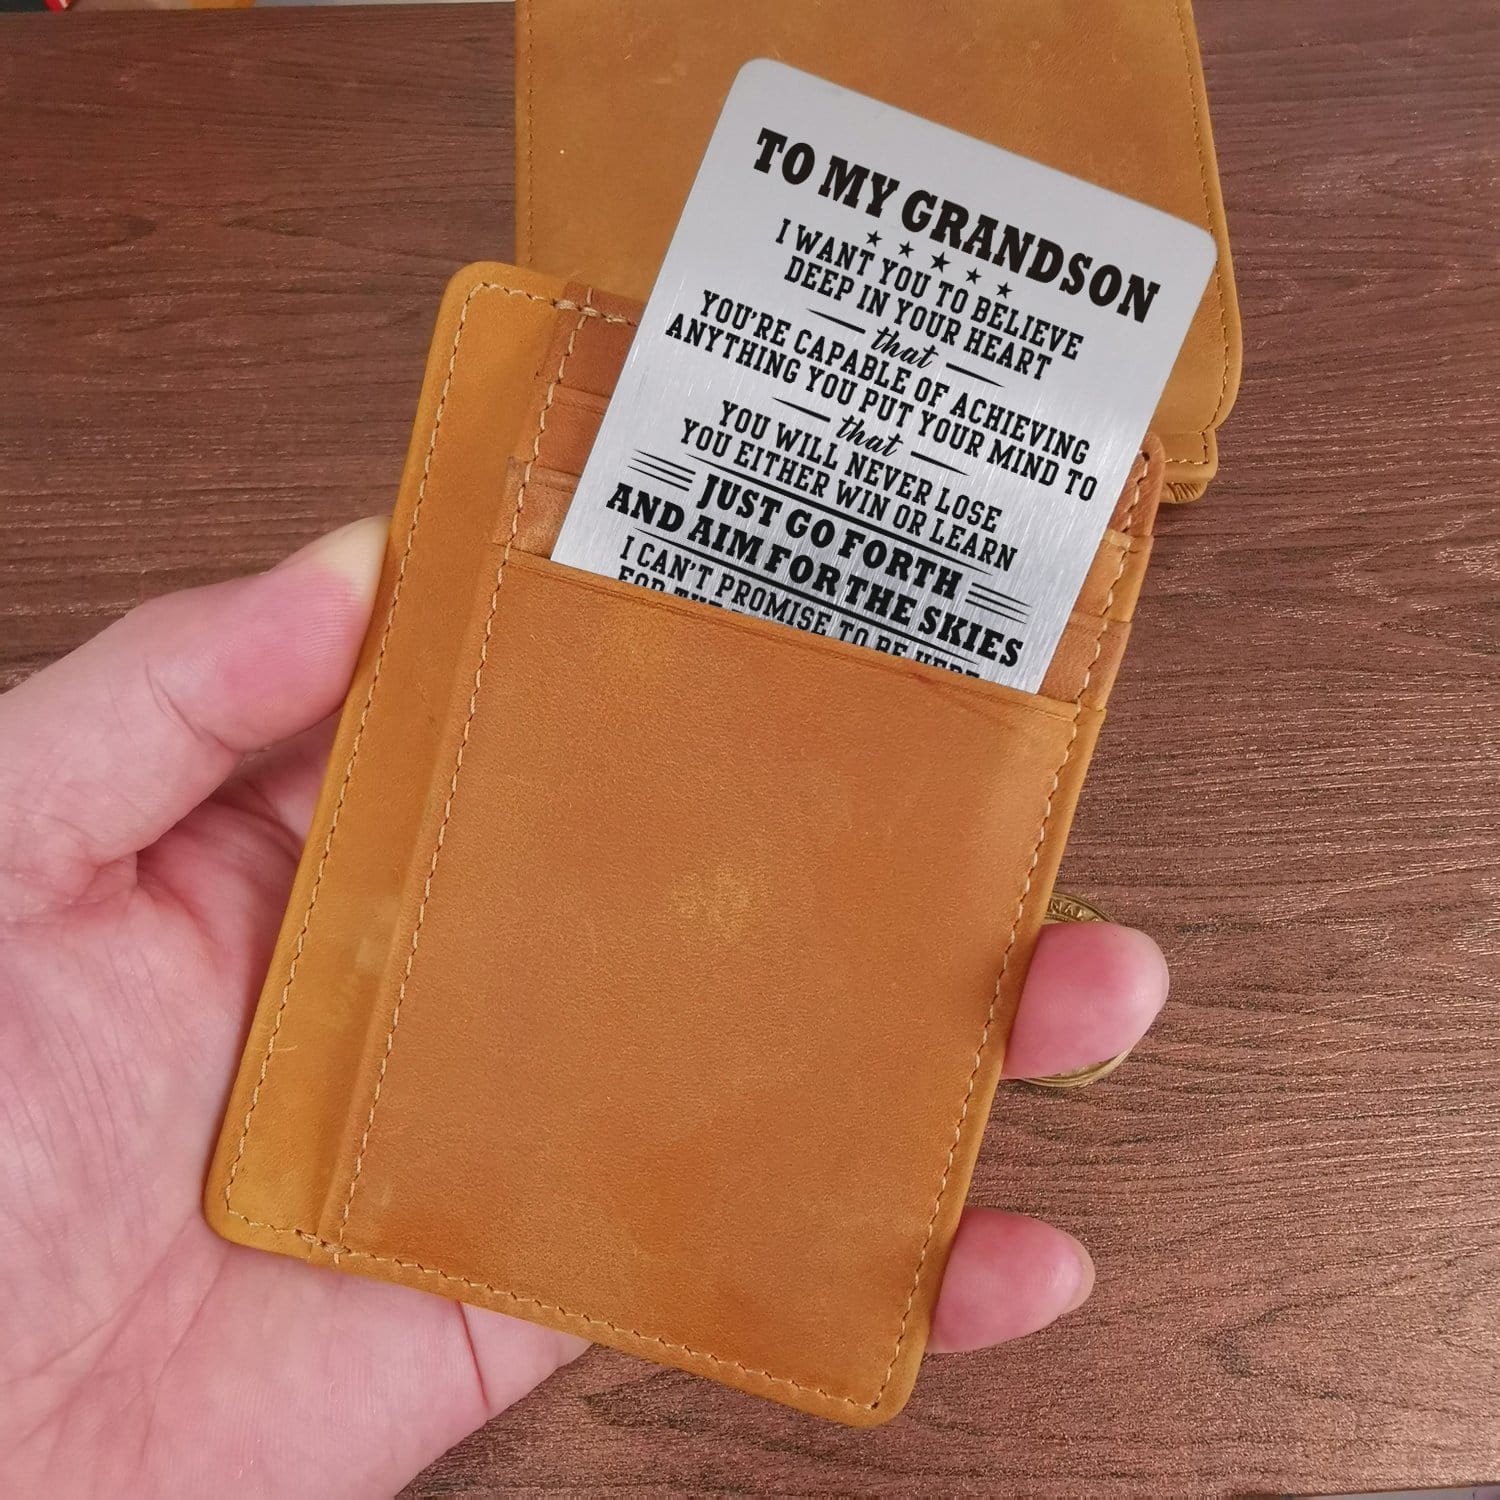 TO MY GRANDSON
I WANT YOU TO BELIEVE
DEEP IN YOUR HEART
that
YOU'RE CAPABLE OF ACHIEVING
ANYTHING YOU PUT YOUR MIND TO
that
YOU WILL NEVER LOSE
YOU EITHER WIN OR LEARN
JUST GO FORTH
AND AIM FOR THE SKIES
I CAN'T PROMISE TO BE HERE
FOR THE